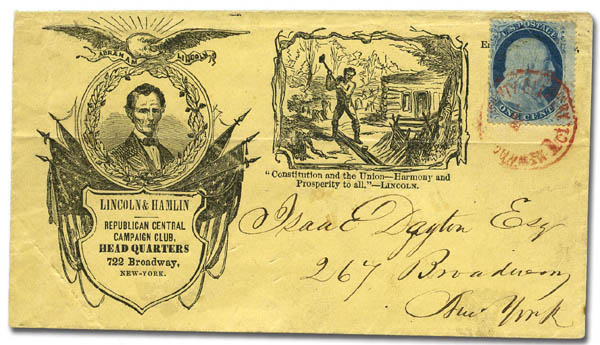 ABRAHAM LINCOLN
LINCOLN & HAMLIN
REPUBLICAN CENTRAL
CAMPAIGN CLUB,
HEAD QUARTERS
722 Broadway,
NEW-YORK.
"Constitution and the Union—Harmony and
Prosperity to all."—LINCOLN.
U.S. POSTAGE
ONE CENT
Isaac Dayton Esq
267 Broadway
New York